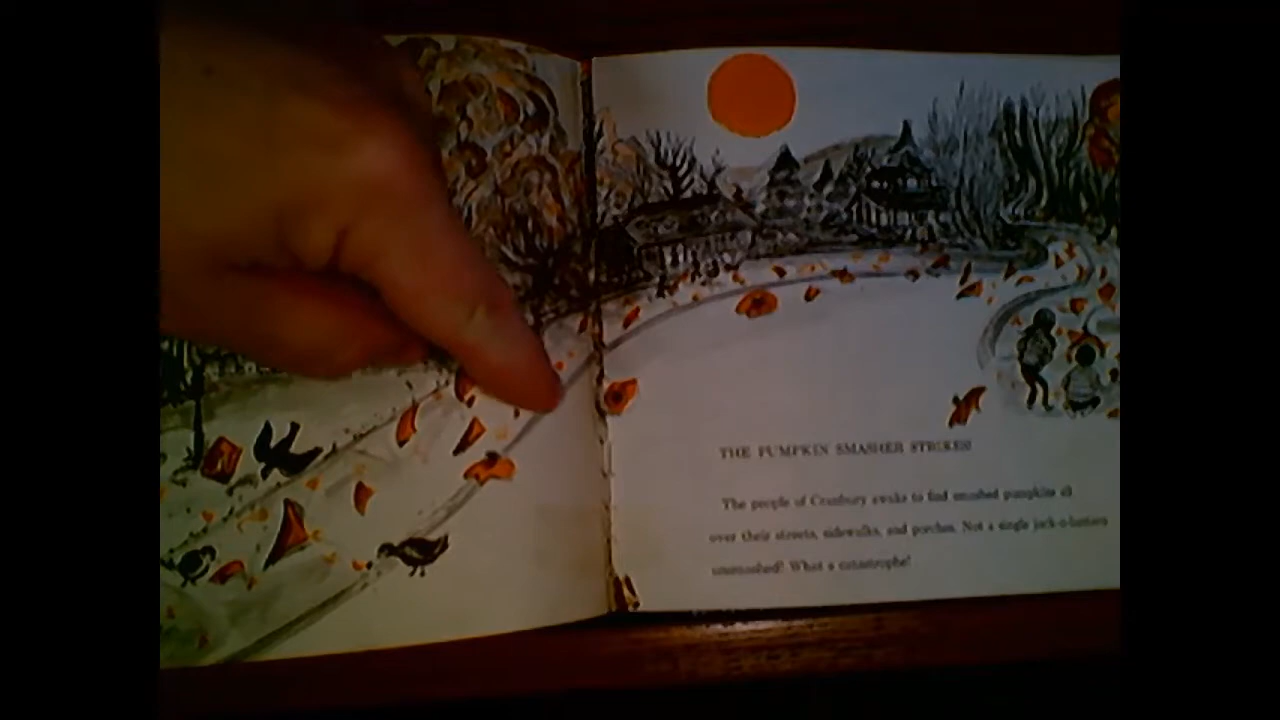 THE PUMPKIN SMASHER STRIKES!
The people of Cranbury awake to find smashed pumpkins all
over their streets, sidewalks, and porches. Not a single jack-o-lantern
unsmashed! What a catastrophe!